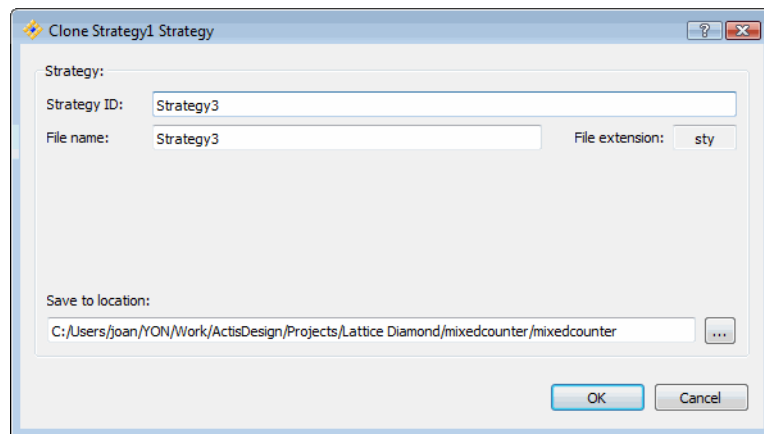 Clone Strategy1 Strategy
Strategy:
Strategy ID: Strategy3
File name: Strategy3 File extension: sty
Save to location:
C:/Users/joan/YON/Work/ActisDesign/Projects/Lattice Diamond/mixedcounter/mixedcounter ...
OK Cancel